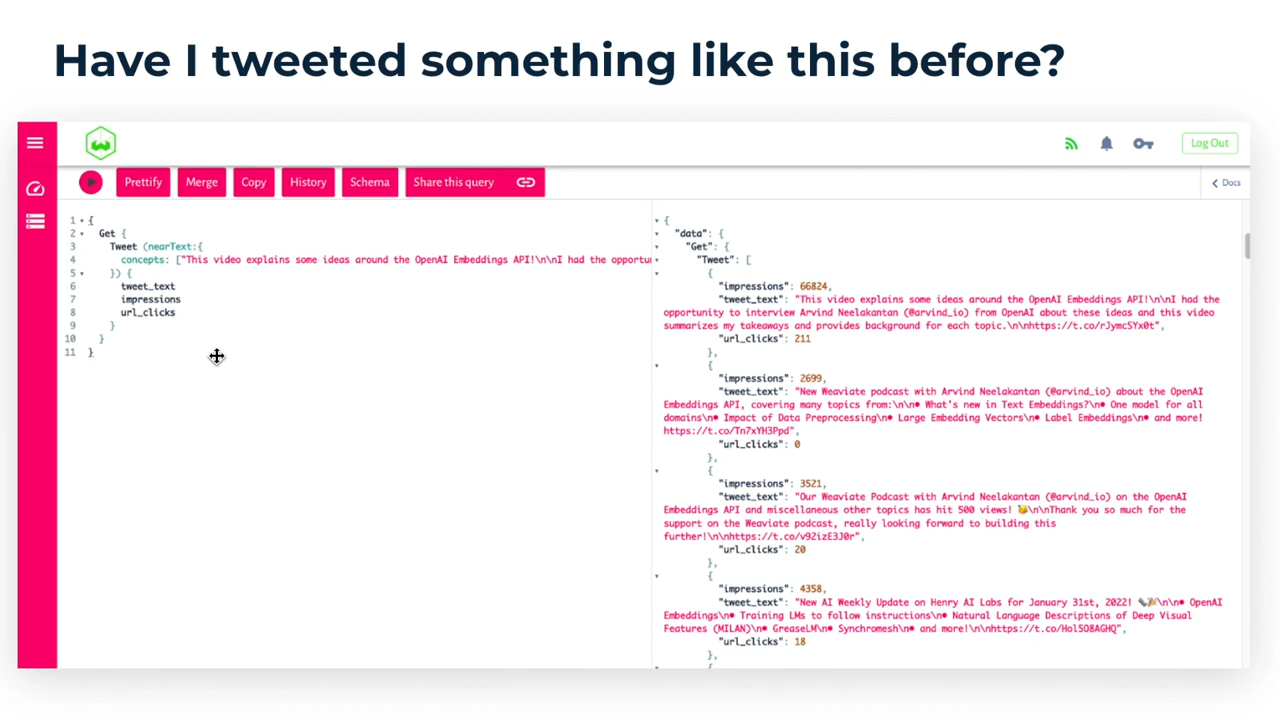 Have I tweeted something like this before?
Log Out
Prettify Merge Copy History Schema Share this query Docs
1 {
2 Get {
3 Tweet (nearText:{
4 concepts: ["This video explains some ideas around the OpenAI Embeddings API!\n\nI had the opportu
5 }) {
6 tweet_text
7 impressions
8 url_clicks
9 }
10 }
11 }
{
"data": {
"Get": {
"Tweet": [
{
"impressions": 66824,
"tweet_text": "This video explains some ideas around the OpenAI Embeddings API!\n\nI had the
opportunity to interview Arvind Neelakantan (@arvind_io) from OpenAI about these ideas and this video
summarizes my takeaways and provides background for each topic.\n\nhttps://t.co/rJymcSYx0t",
"url_clicks": 211
},
{
"impressions": 2699,
"tweet_text": "New Weaviate podcast with Arvind Neelakantan (@arvind_io) about the OpenAI
Embeddings API, covering many topics from:\n\n• What's new in Text Embeddings?\n• One model for all
domains\n• Impact of Data Preprocessing\n• Large Embedding Vectors\n• Label Embeddings\n• and more!
https://t.co/Tn7xYH3Ppd",
"url_clicks": 0
},
{
"impressions": 3521,
"tweet_text": "Our Weaviate Podcast with Arvind Neelakantan (@arvind_io) on the OpenAI
Embeddings API and miscellaneous other topics has hit 500 views! 🥳\n\nThank you so much for the
support on the Weaviate podcast, really looking forward to building this
further!\n\nhttps://t.co/v92izE3J0r",
"url_clicks": 20
},
{
"impressions": 4358,
"tweet_text": "New AI Weekly Update on Henry AI Labs for January 31st, 2022! 🗞️🎉\n\n• OpenAI
Embeddings\n• Training LMs to follow instructions\n• Natural Language Descriptions of Deep Visual
Features (MILAN)\n• GreaseLM\n• Synchromesh\n• and more!\n\nhttps://t.co/Hol5O8AGHQ",
"url_clicks": 18
},
{